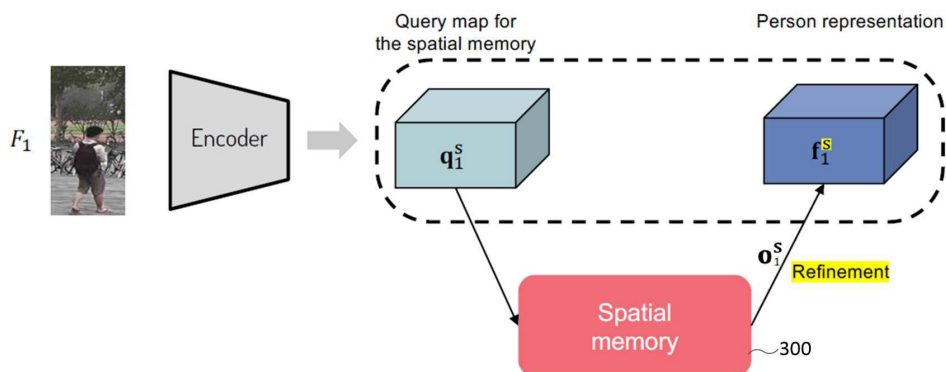 Query map for
the spatial memory
Person representation
F₁
Encoder
q₁ˢ
f₁ˢ
o₁ˢ
Refinement
Spatial
memory
300